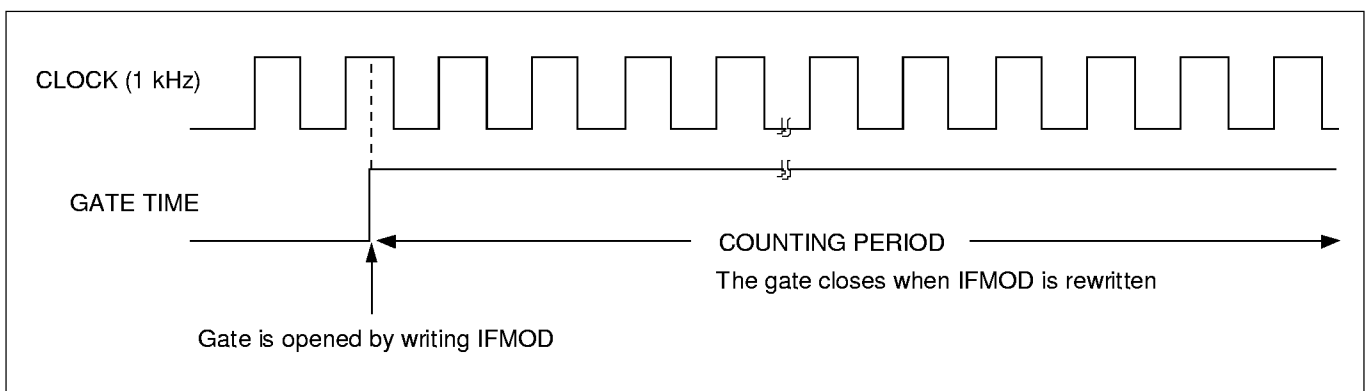 CLOCK (1 kHz)
GATE TIME
COUNTING PERIOD
The gate closes when IFMOD is rewritten
Gate is opened by writing IFMOD